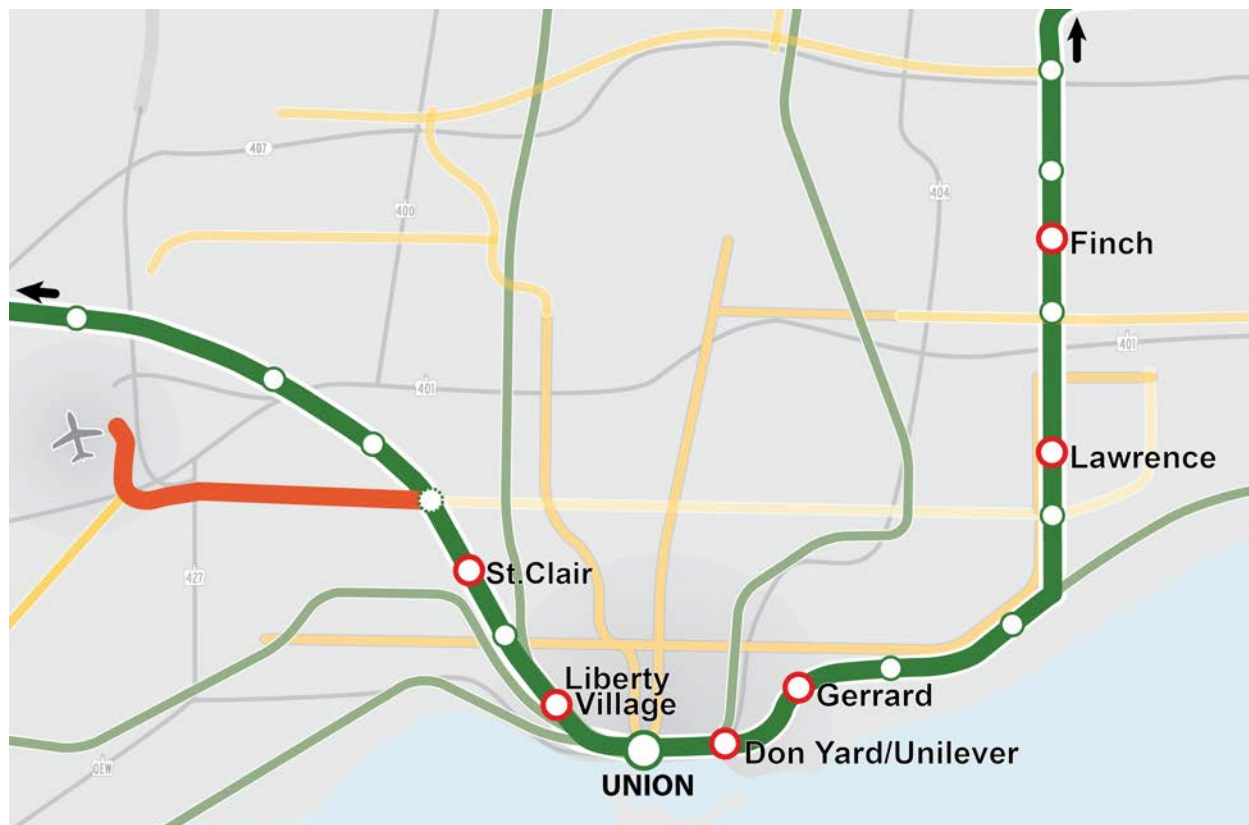 407
400
404
Finch
401
401
Lawrence
St.Clair
427
Liberty
Village
Gerrard
Don Yard/Unilever
QEW
UNION